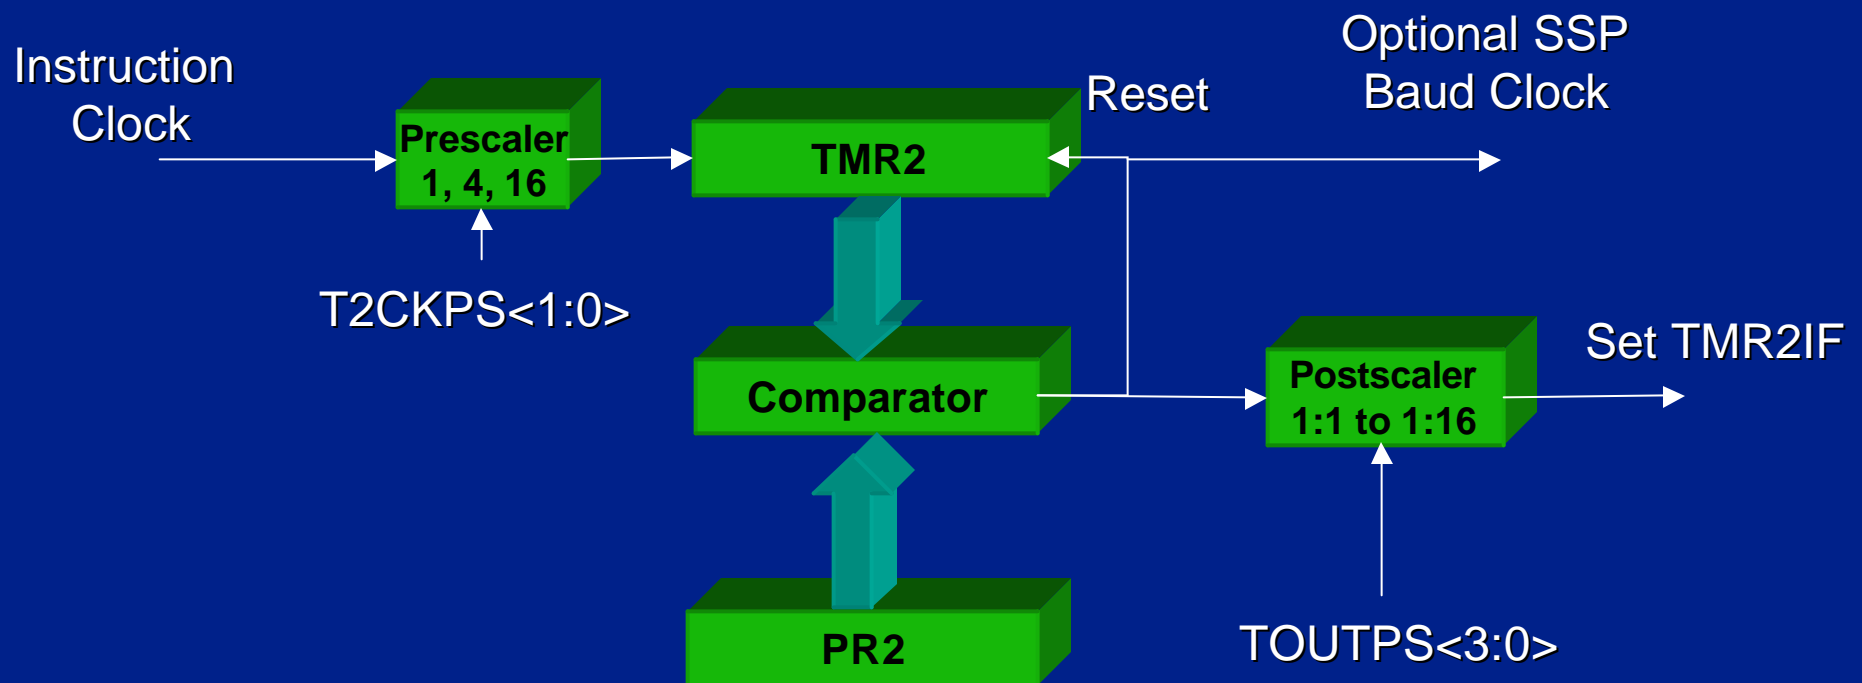 Instruction
Clock
Prescaler
1, 4, 16
T2CKPS<1:0>
TMR2
Reset
Optional SSP
Baud Clock
Comparator
Postscaler
1:1 to 1:16
Set TMR2IF
PR2
TOUTPS<3:0>